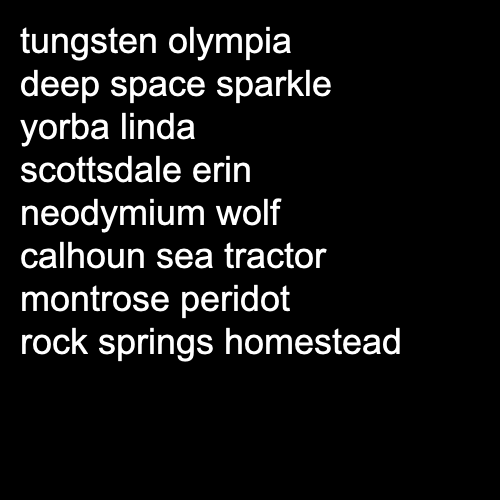 tungsten olympia
deep space sparkle
yorba linda
scottsdale erin
neodymium wolf
calhoun sea tractor
montrose peridot
rock springs homestead